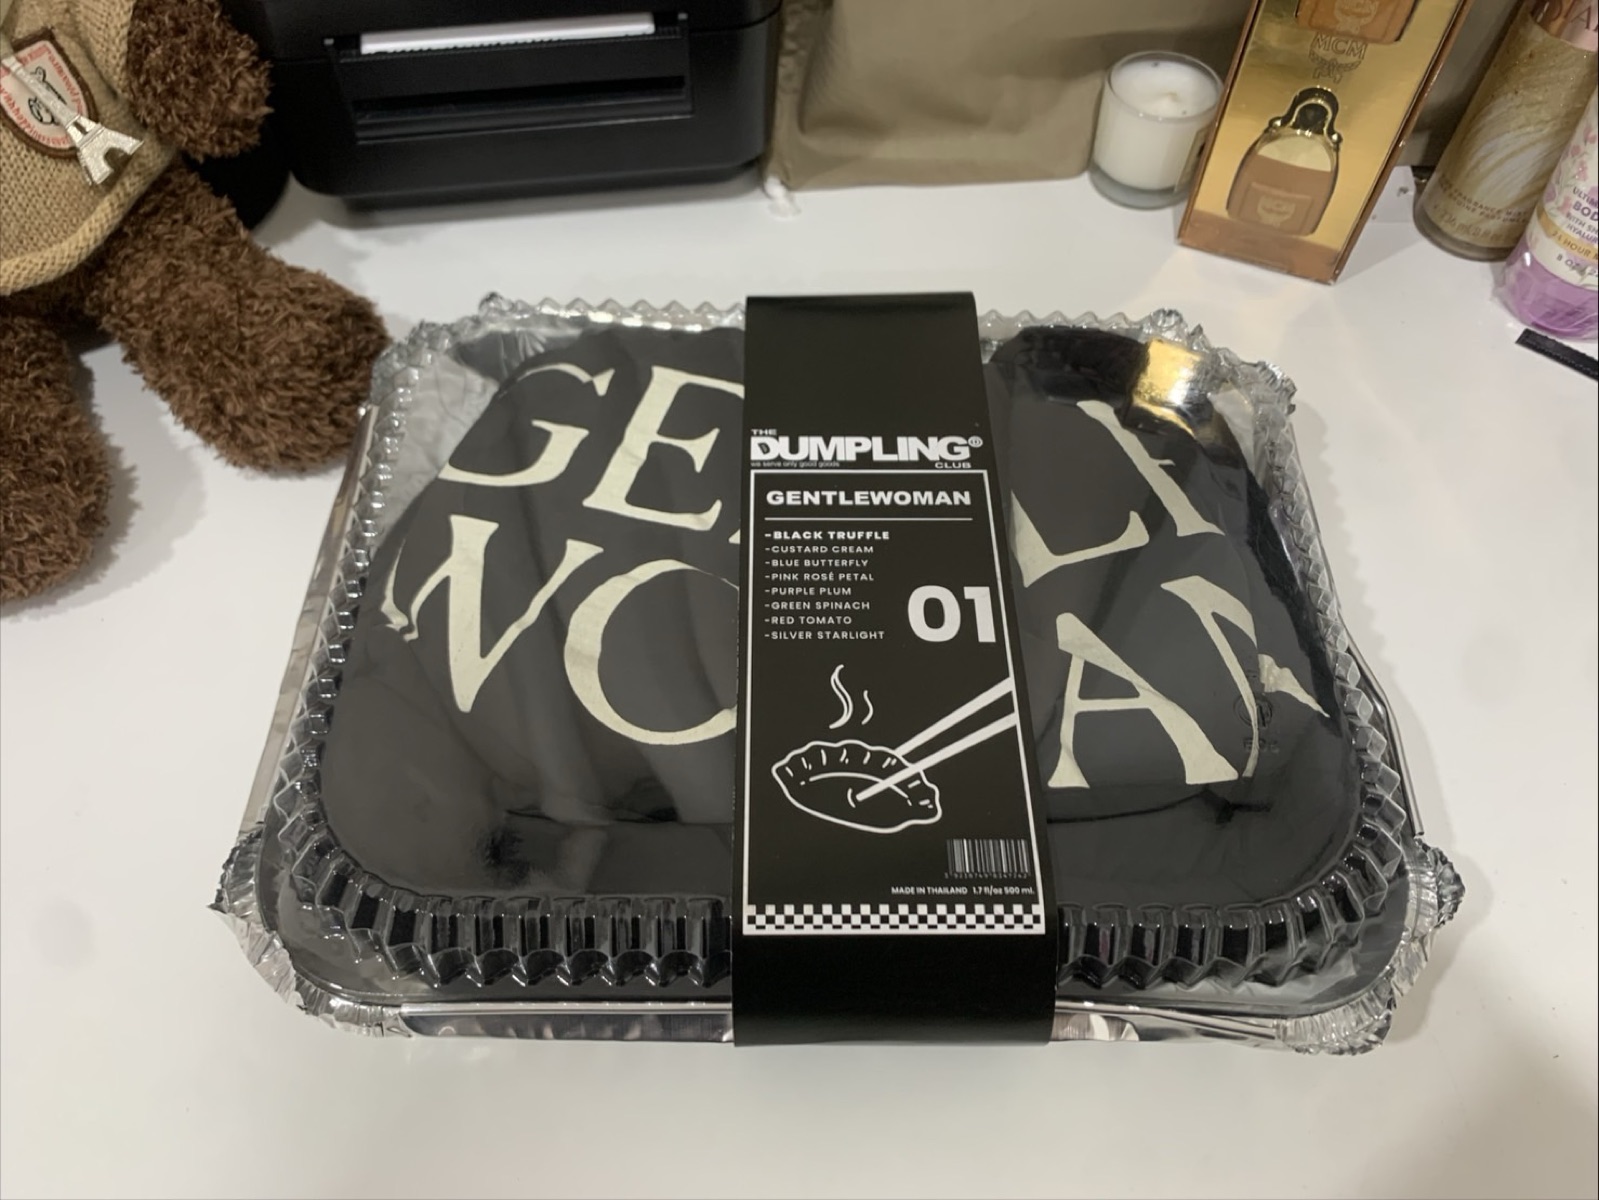 MCM
GE
LE
WO
AN
THE
DUMPLING
we serve only good goods
CLUB
GENTLEWOMAN
-BLACK TRUFFLE
-CUSTARD CREAM
-BLUE BUTTERFLY
-PINK ROSÉ PETAL
-PURPLE PLUM
-GREEN SPINACH
-RED TOMATO
-SILVER STARLIGHT
01
MADE IN THAILAND 1.7 fl/oz 500 ml.